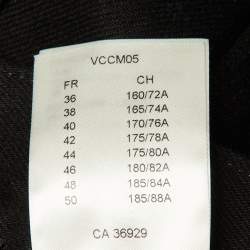 VCCM05
FR CH
36 160/72A
38 165/74A
40 170/76A
42 175/78A
44 175/80A
46 180/82A
48 185/84A
50 185/88A
CA 36929